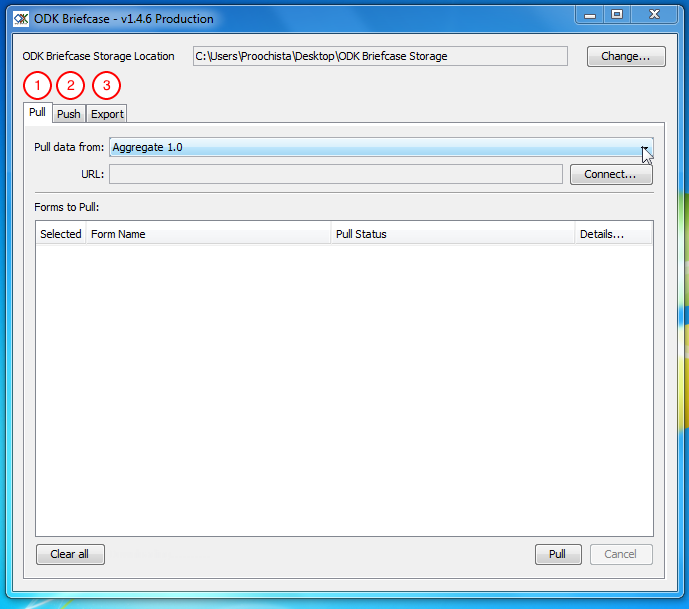 ODK Briefcase - v1.4.6 Production
ODK Briefcase Storage Location C:\Users\Proochista\Desktop\ODK Briefcase Storage Change...
1 2 3
Pull Push Export
Pull data from: Aggregate 1.0
URL: Connect...
Forms to Pull:
Selected Form Name Pull Status Details...
Clear all Pull Cancel